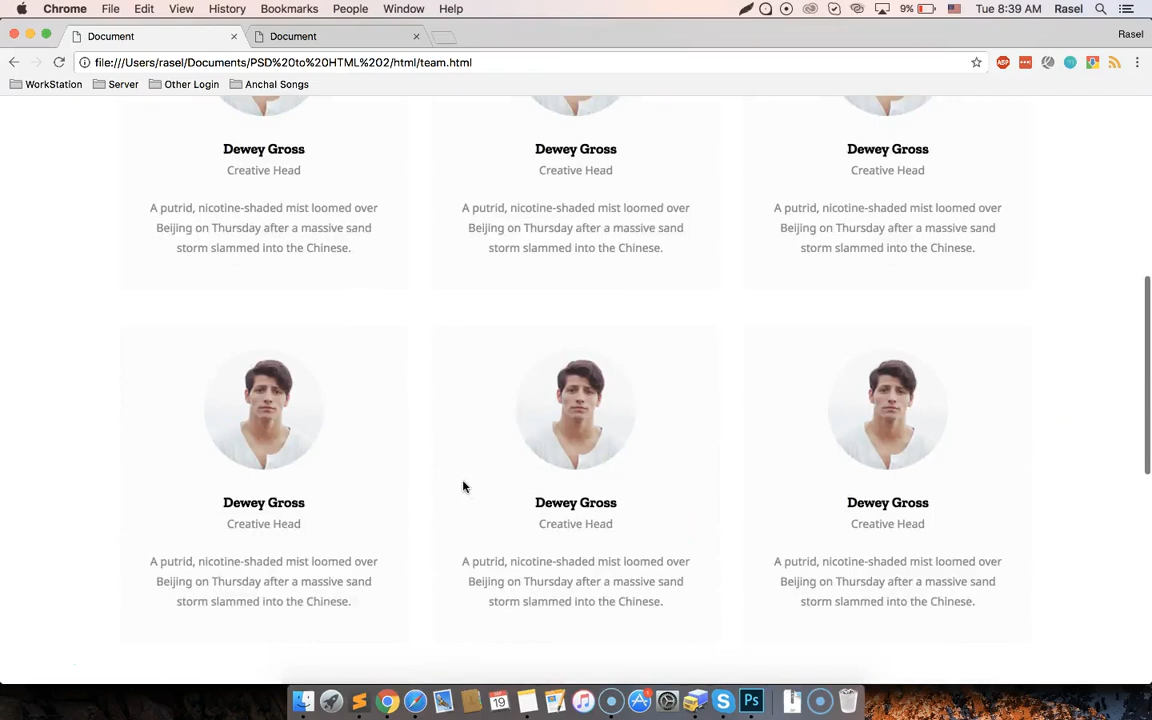 Chrome File Edit View History Bookmarks People Window Help 9% Tue 8:39 AM Rasel
Document Document Rasel
file:///Users/rasel/Documents/PSD%20to%20HTML%202/html/team.html ABP
WorkStation Server Other Login Anchal Songs
Dewey Gross Dewey Gross Dewey Gross
Creative Head Creative Head Creative Head
A putrid, nicotine-shaded mist loomed over A putrid, nicotine-shaded mist loomed over A putrid, nicotine-shaded mist loomed over
Beijing on Thursday after a massive sand Beijing on Thursday after a massive sand Beijing on Thursday after a massive sand
storm slammed into the Chinese. storm slammed into the Chinese. storm slammed into the Chinese.
Dewey Gross Dewey Gross Dewey Gross
Creative Head Creative Head Creative Head
A putrid, nicotine-shaded mist loomed over A putrid, nicotine-shaded mist loomed over A putrid, nicotine-shaded mist loomed over
Beijing on Thursday after a massive sand Beijing on Thursday after a massive sand Beijing on Thursday after a massive sand
storm slammed into the Chinese. storm slammed into the Chinese. storm slammed into the Chinese.
19 1 S Ps